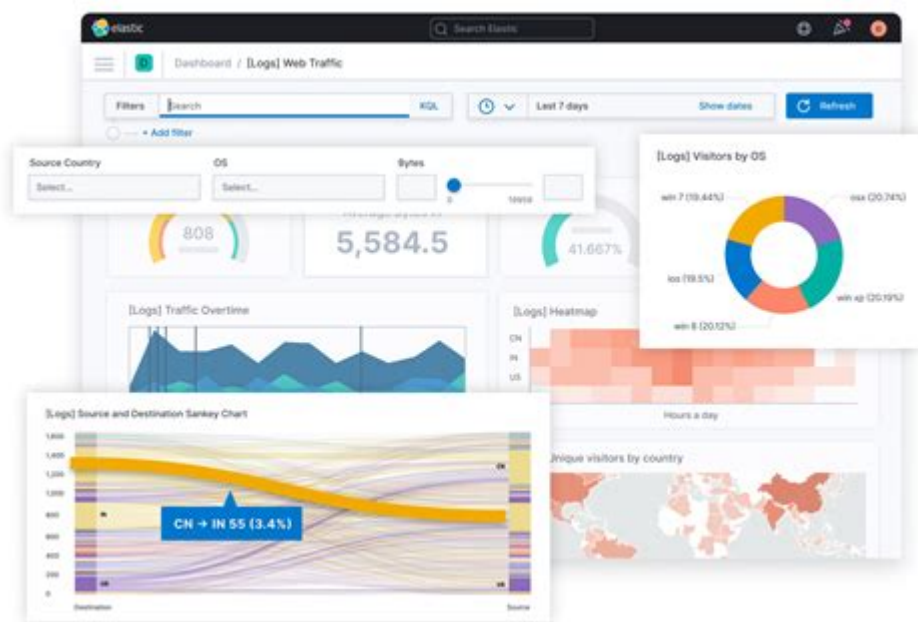 elastic
Search Elastic
D
Dashboard / [Logs] Web Traffic
Filters
Search
KQL
Last 7 days
Show dates
Refresh
+ Add filter
Source Country
OS
Bytes
Select...
Select...
0
808
5,584.5
41.667%
[Logs] Visitors by OS
win 7 (19.44%)
osx (20.74%)
ios (19.5%)
win xp (20.19%)
win 8 (20.12%)
[Logs] Traffic Overtime
[Logs] Heatmap
CN
IN
US
Hours a day
[Logs] Source and Destination Sankey Chart
1,600
1,400
1,200
1,000
800
600
400
200
0
CN
IN
CN → IN 55 (3.4%)
US
US
Destination
Source
Unique visitors by country